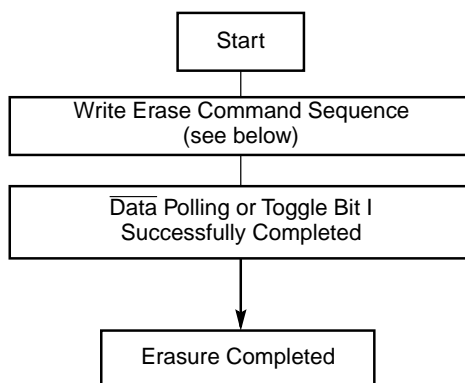 Start
Write Erase Command Sequence
(see below)
Data Polling or Toggle Bit I
Successfully Completed
Erasure Completed